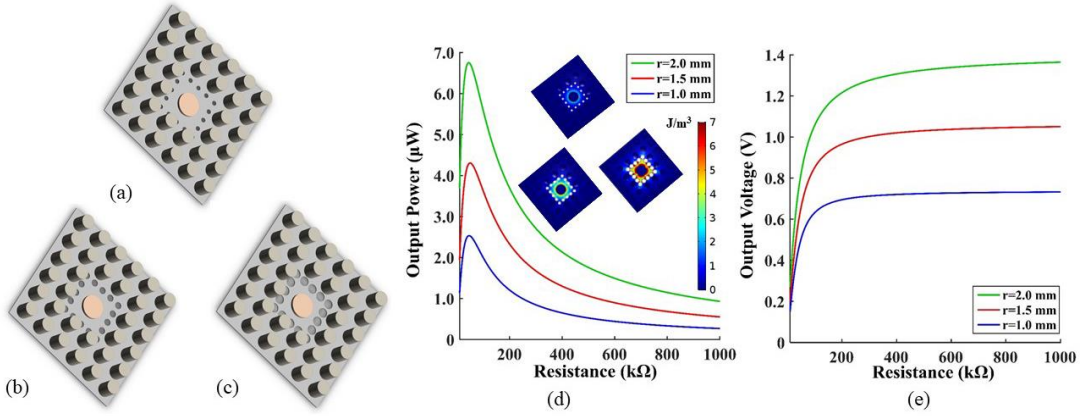 (a)
(b)
(c)
7.0
6.0
5.0
4.0
3.0
2.0
1.0
0
Output Power (μW)
r=2.0 mm
r=1.5 mm
r=1.0 mm
J/m³
7
6
5
4
3
2
1
0
200 400 600 800 1000
Resistance (kΩ)
(d)
1.4
1.2
1.0
0.8
0.6
0.4
0.2
0
Output Voltage (V)
r=2.0 mm
r=1.5 mm
r=1.0 mm
200 400 600 800 1000
Resistance (kΩ)
(e)